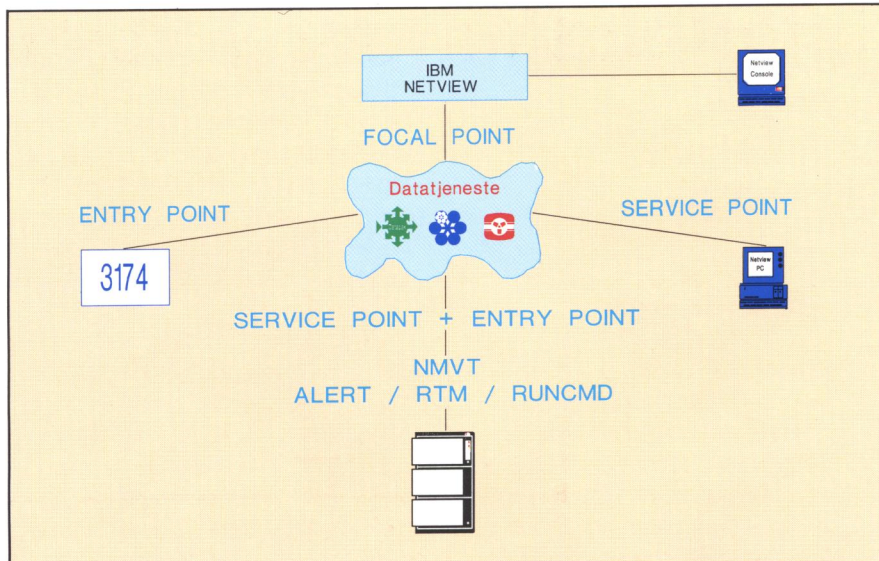 IBM
NETVIEW
Netview
Console
FOCAL POINT
Datatjeneste
ENTRY POINT
SERVICE POINT
3174
Netview
PC
SERVICE POINT + ENTRY POINT
NMVT
ALERT / RTM / RUNCMD